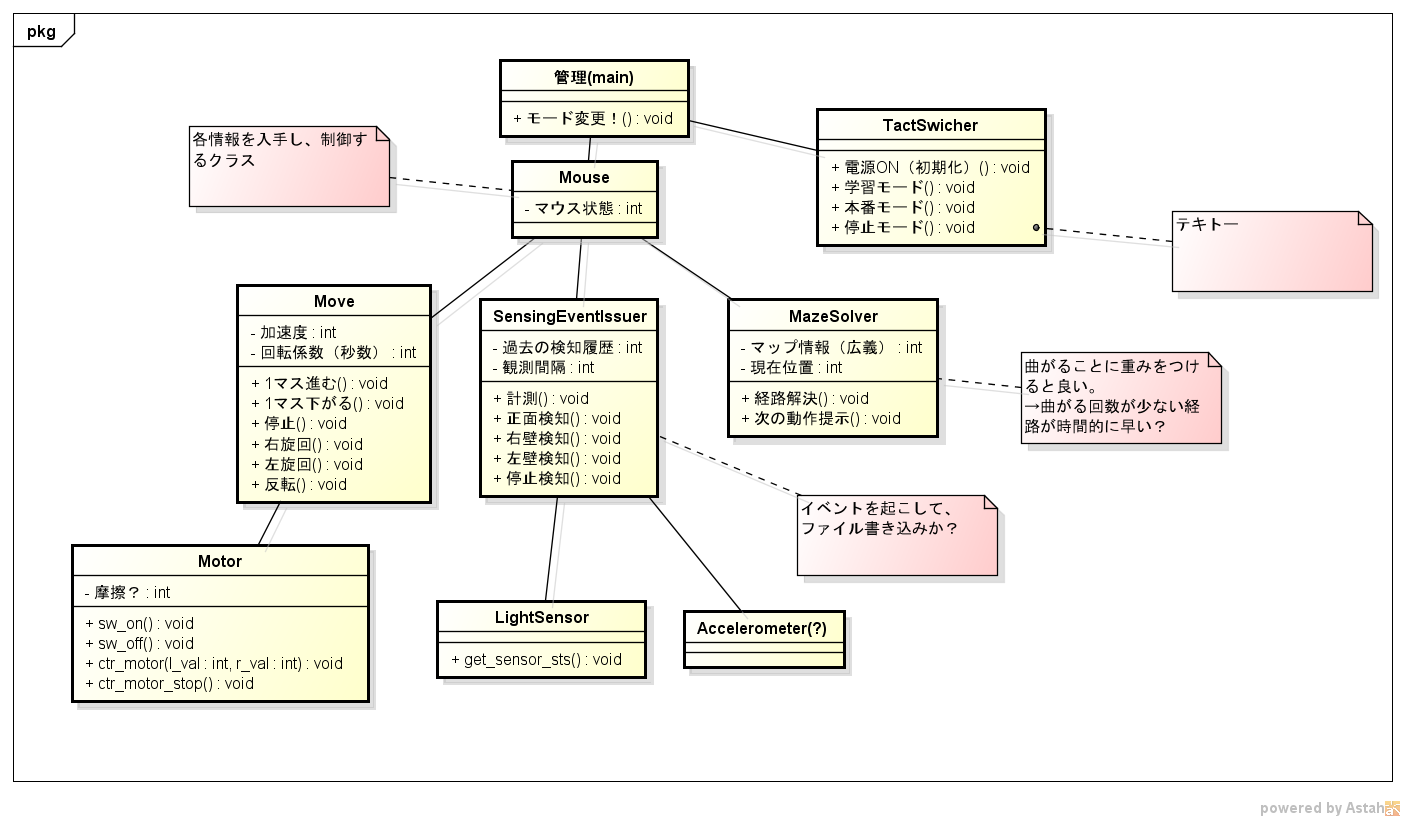 pkg
管理(main)
+ モード変更！() : void
各情報を入手し、制御す
るクラス
Mouse
- マウス状態 : int
TactSwicher
+ 電源ON（初期化）() : void
+ 学習モード() : void
+ 本番モード() : void
+ 停止モード() : void
テキトー
Move
- 加速度 : int
- 回転係数（秒数） : int
+ 1マス進む() : void
+ 1マス下がる() : void
+ 停止() : void
+ 右旋回() : void
+ 左旋回() : void
+ 反転() : void
SensingEventIssuer
- 過去の検知履歴 : int
- 観測間隔 : int
+ 計測() : void
+ 正面検知() : void
+ 右壁検知() : void
+ 左壁検知() : void
+ 停止検知() : void
MazeSolver
- マップ情報（広義） : int
- 現在位置 : int
+ 経路解決() : void
+ 次の動作提示() : void
曲がることに重みをつけ
ると良い。
→曲がる回数が少ない経
路が時間的に早い？
イベントを起こして、
ファイル書き込みか？
Motor
- 摩擦？ : int
+ sw_on() : void
+ sw_off() : void
+ ctr_motor(l_val : int, r_val : int) : void
+ ctr_motor_stop() : void
LightSensor
+ get_sensor_sts() : void
Accelerometer(?)
powered by Astah